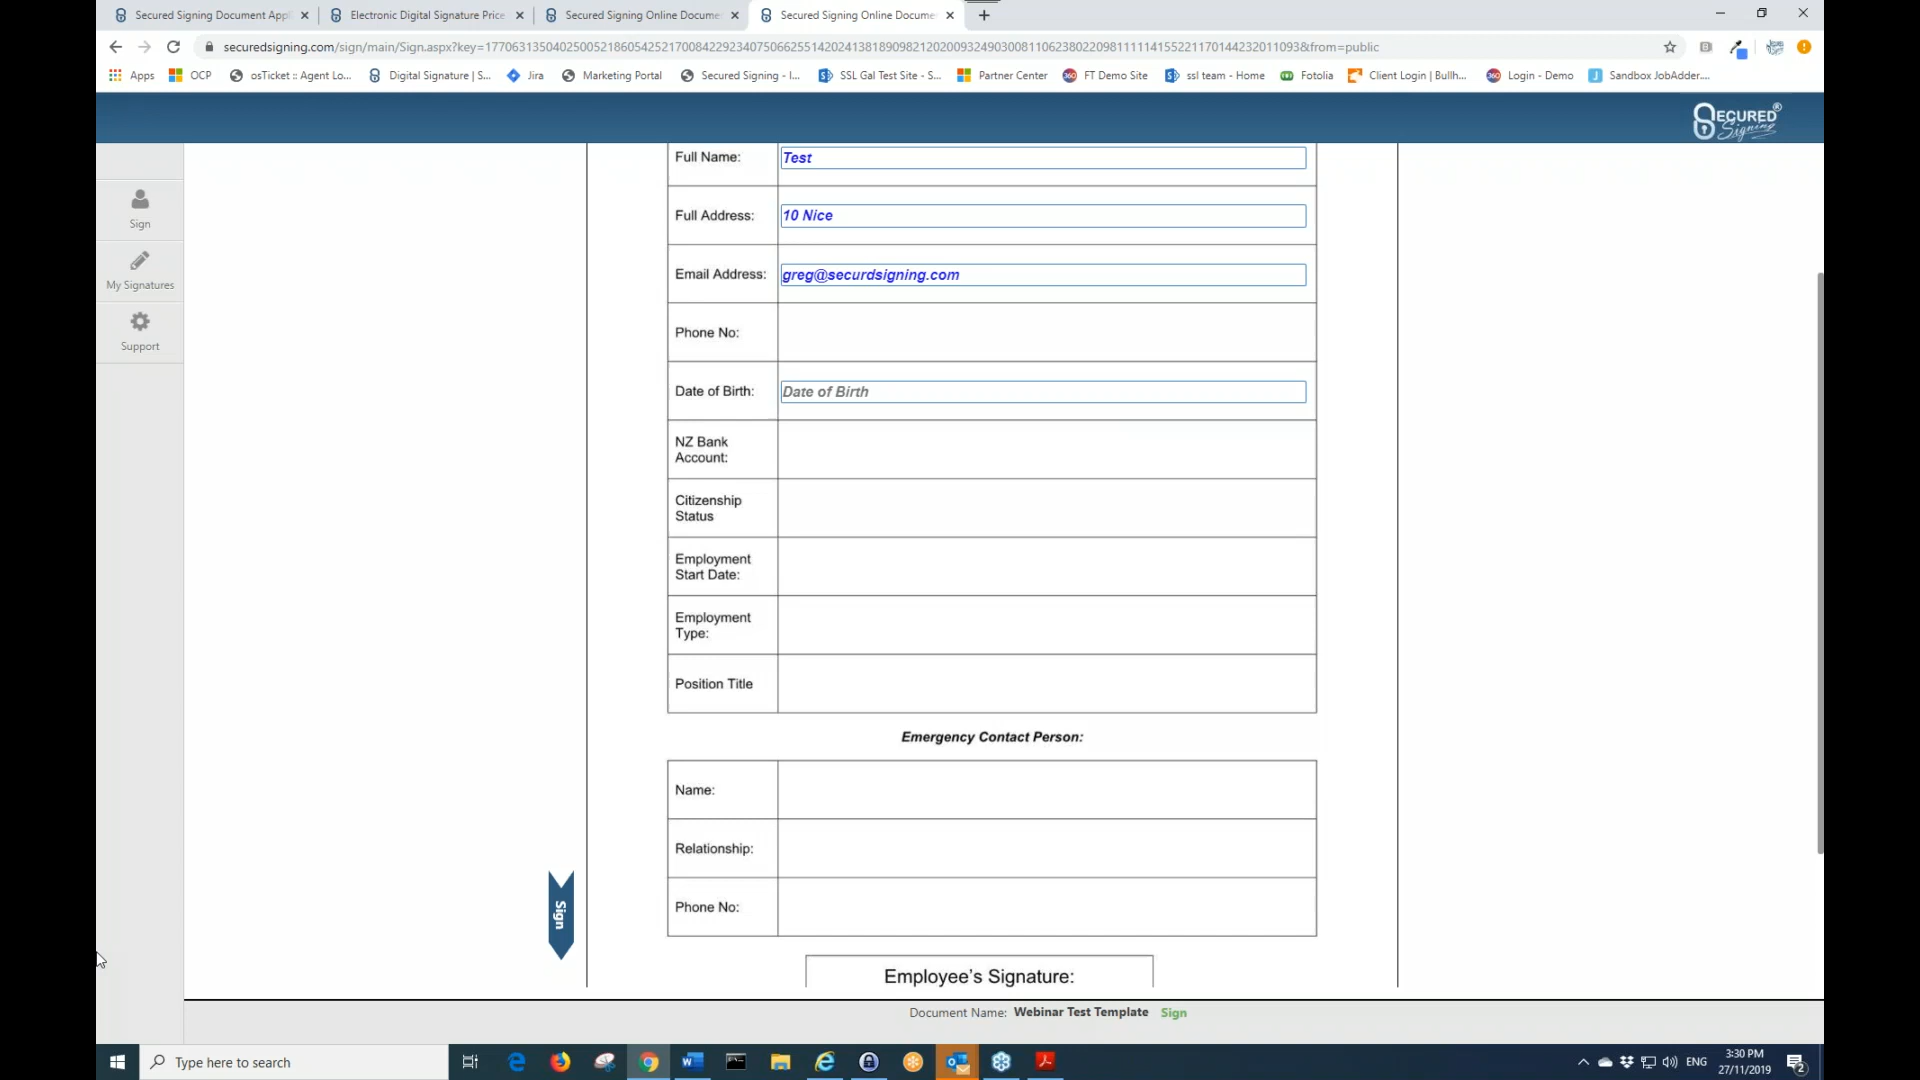 Secured Signing Document Appl
Electronic Digital Signature Price
Secured Signing Online Docume
Secured Signing Online Docume
securedsigning.com/sign/main/Sign.aspx?key=177063135040250052186054252170084229234075066255142024138189098212020093249030081106238022098111114155221170144232011093&from=public
Apps
OCP
osTicket :: Agent Lo...
Digital Signature | S...
Jira
Marketing Portal
Secured Signing - I...
SSL Gal Test Site - S...
Partner Center
FT Demo Site
ssl team - Home
Fotolia
Client Login | Bullh...
Login - Demo
Sandbox JobAdder....
SECURED
Signing
Sign
My Signatures
Support
Full Name: Test
Full Address: 10 Nice
Email Address: greg@securdsigning.com
Phone No:
Date of Birth: Date of Birth
NZ Bank
Account:
Citizenship
Status
Employment
Start Date:
Employment
Type:
Position Title
Emergency Contact Person:
Name:
Relationship:
Phone No:
Sign
Employee's Signature:
Document Name: Webinar Test Template Sign
Type here to search
ENG
3:30 PM
27/11/2019
2